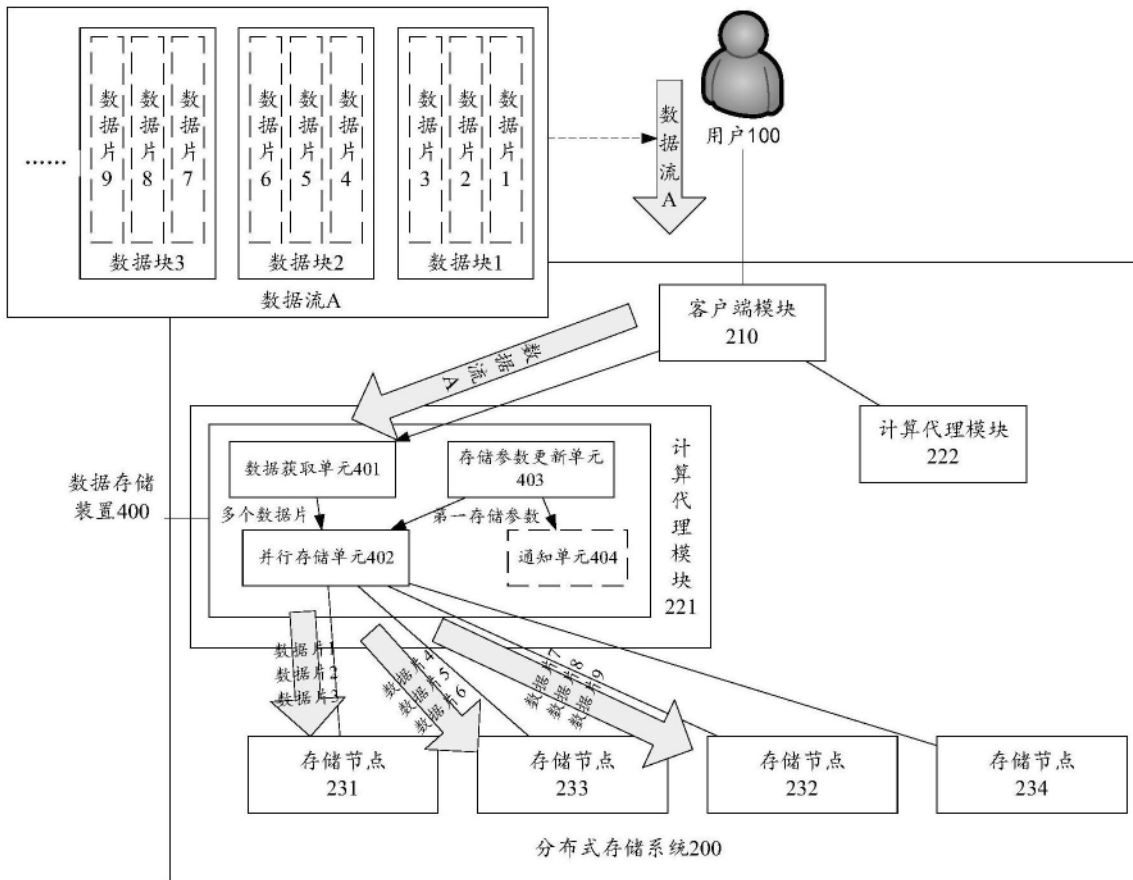 数据片9
数据片8
数据片7
数据块3
数据片6
数据片5
数据片4
数据块2
数据片3
数据片2
数据片1
数据块1
……
数据流A
数据流A
用户100
客户端模块
210
数据流A
计算代理模块
222
数据存储
装置400
数据获取单元401
存储参数更新单元
403
多个数据片
第一存储参数
并行存储单元402
通知单元404
计算代理模块
221
数据片1
数据片2
数据片3
数据片4
数据片5
数据片6
数据片7
数据片8
数据片9
存储节点
231
存储节点
233
存储节点
232
存储节点
234
分布式存储系统200